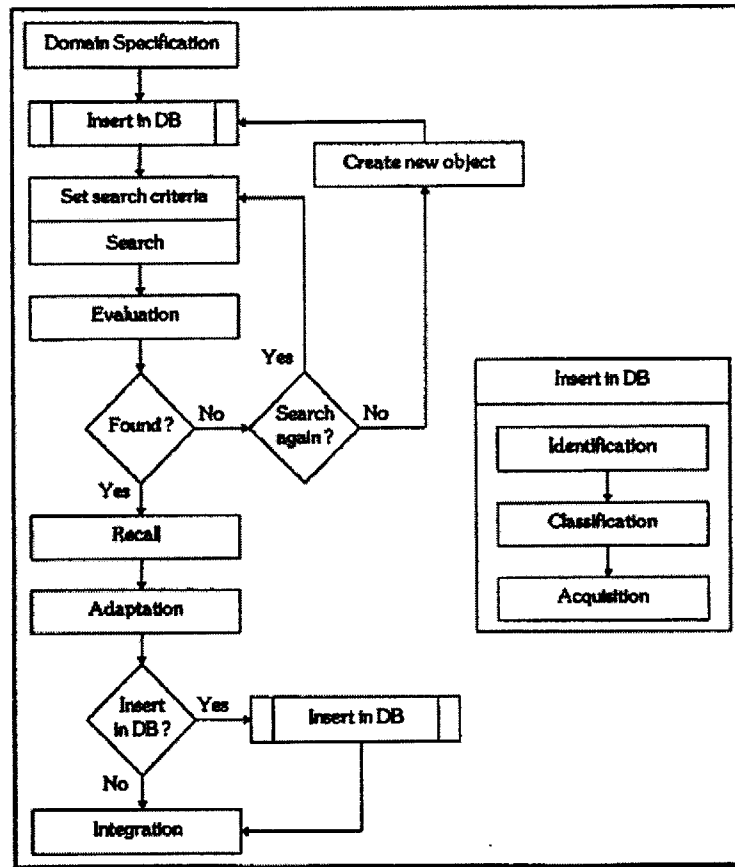 Domain Specification
Insert in DB
Create new object
Set search criteria
Search
Evaluation
Yes
Found ?
No
Search
again ?
No
Yes
Recall
Adaptation
Insert
in DB ?
Yes
Insert in DB
No
Integration
Insert in DB
Identification
Classification
Acquisition